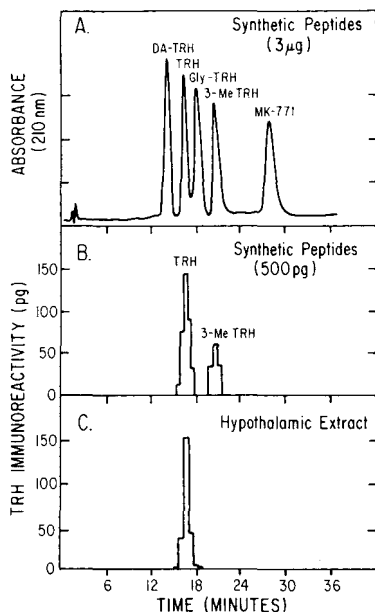 A.
Synthetic Peptides
(3μg)
DA-TRH
TRH
Gly-TRH
3-Me TRH
MK-771
ABSORBANCE
(210 nm)
B.
Synthetic Peptides
(500 pg)
TRH
3-Me TRH
150
100
50
0
C.
Hypothalamic Extract
150
100
50
0
TRH IMMUNOREACTIVITY (pg)
6 12 18 24 30 36
TIME (MINUTES)